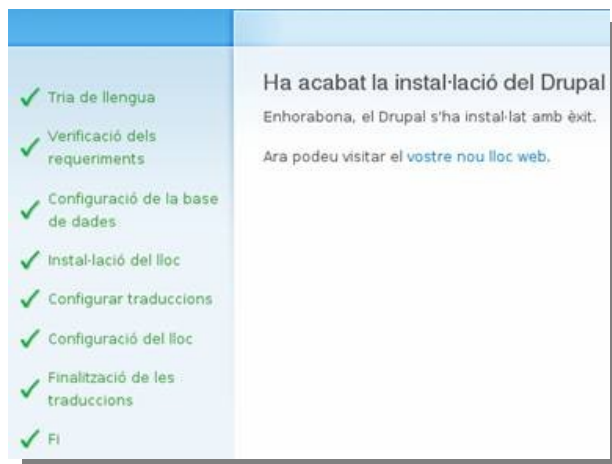 Tria de llengua
Verificació dels
requeriments
Configuració de la base
de dades
Instal·lació del lloc
Configurar traduccions
Configuració del lloc
Finalització de les
traduccions
Fi
Ha acabat la instal·lació del Drupal
Enhorabona, el Drupal s'ha instal·lat amb èxit.
Ara podeu visitar el vostre nou lloc web.